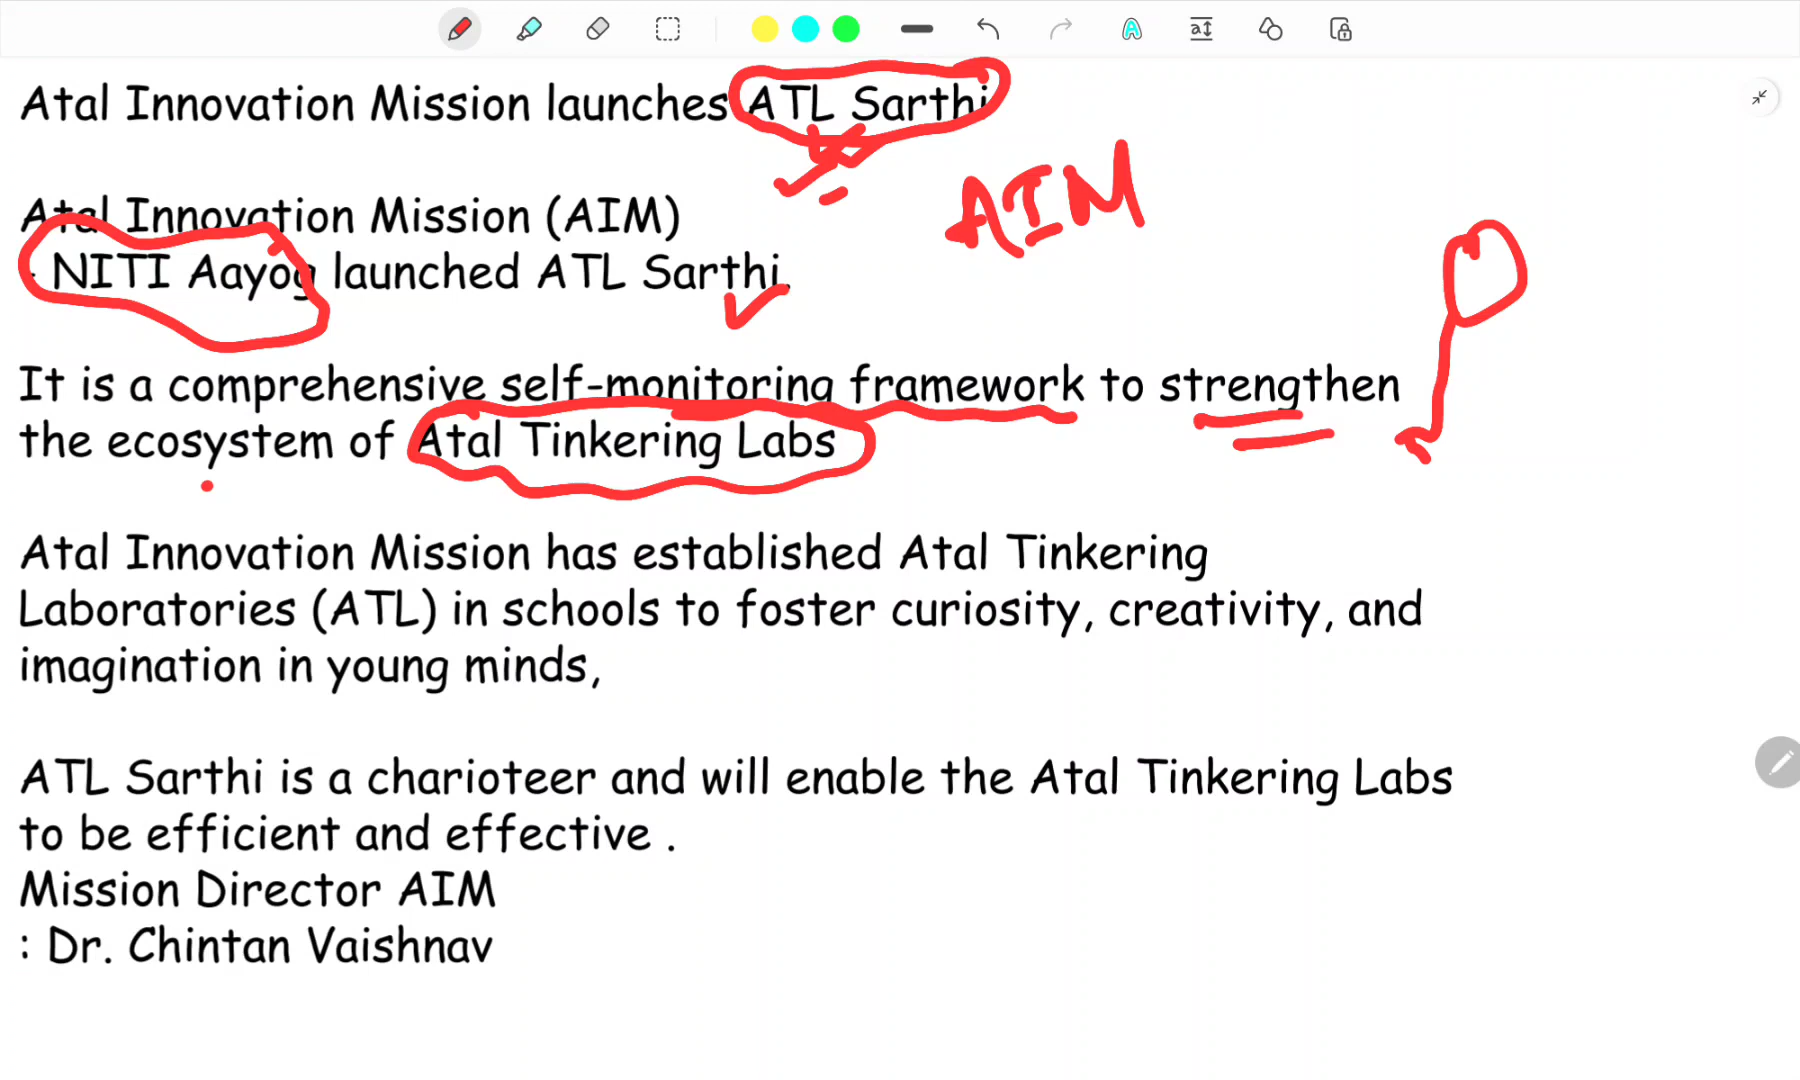 Atal Innovation Mission launches ATL Sarthi
AIM
Atal Innovation Mission (AIM)
- NITI Aayog launched ATL Sarthi.
It is a comprehensive self-monitoring framework to strengthen
the ecosystem of Atal Tinkering Labs
Atal Innovation Mission has established Atal Tinkering
Laboratories (ATL) in schools to foster curiosity, creativity, and
imagination in young minds,
ATL Sarthi is a charioteer and will enable the Atal Tinkering Labs
to be efficient and effective .
Mission Director AIM
: Dr. Chintan Vaishnav